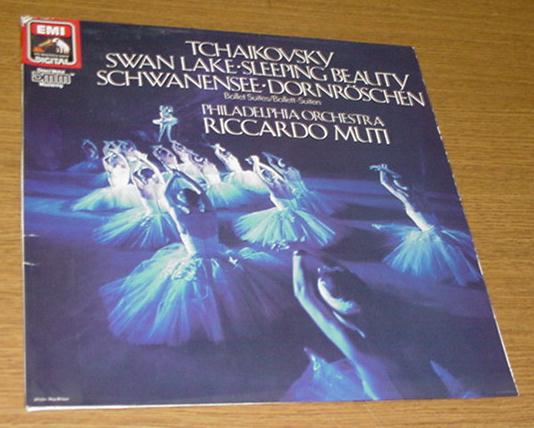 EMI
DIGITAL
TCHAIKOVSKY
SWAN LAKE·SLEEPING BEAUTY
SCHWANENSEE·DORNRÖSCHEN
Ballet Suites/Ballett-Suiten
PHILADELPHIA ORCHESTRA
RICCARDO MUTI